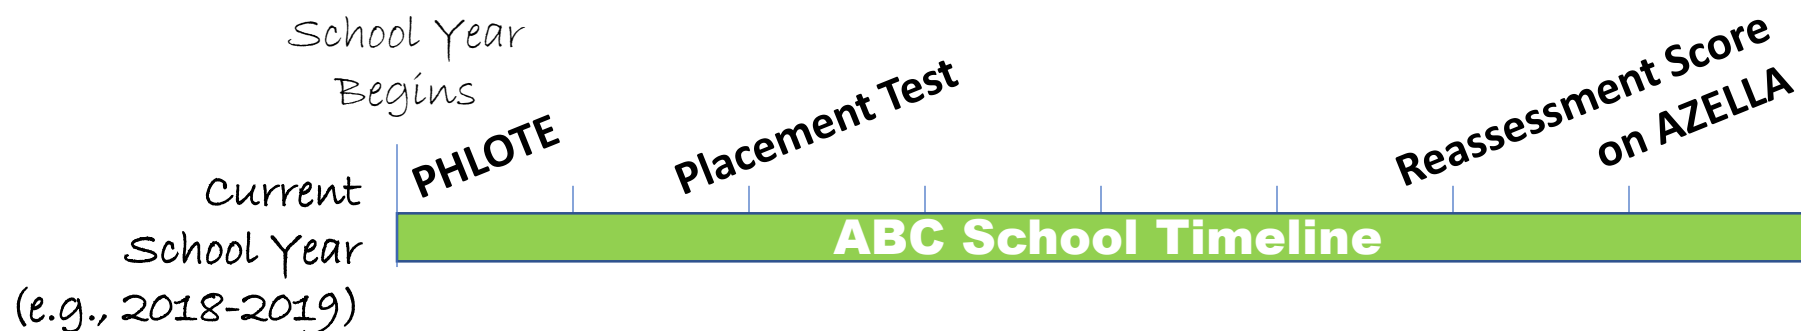 School Year
Begins
PHLOTE
Placement Test
Reassessment Score
on AZELLA
Current
School Year
(e.g., 2018-2019)
ABC School Timeline